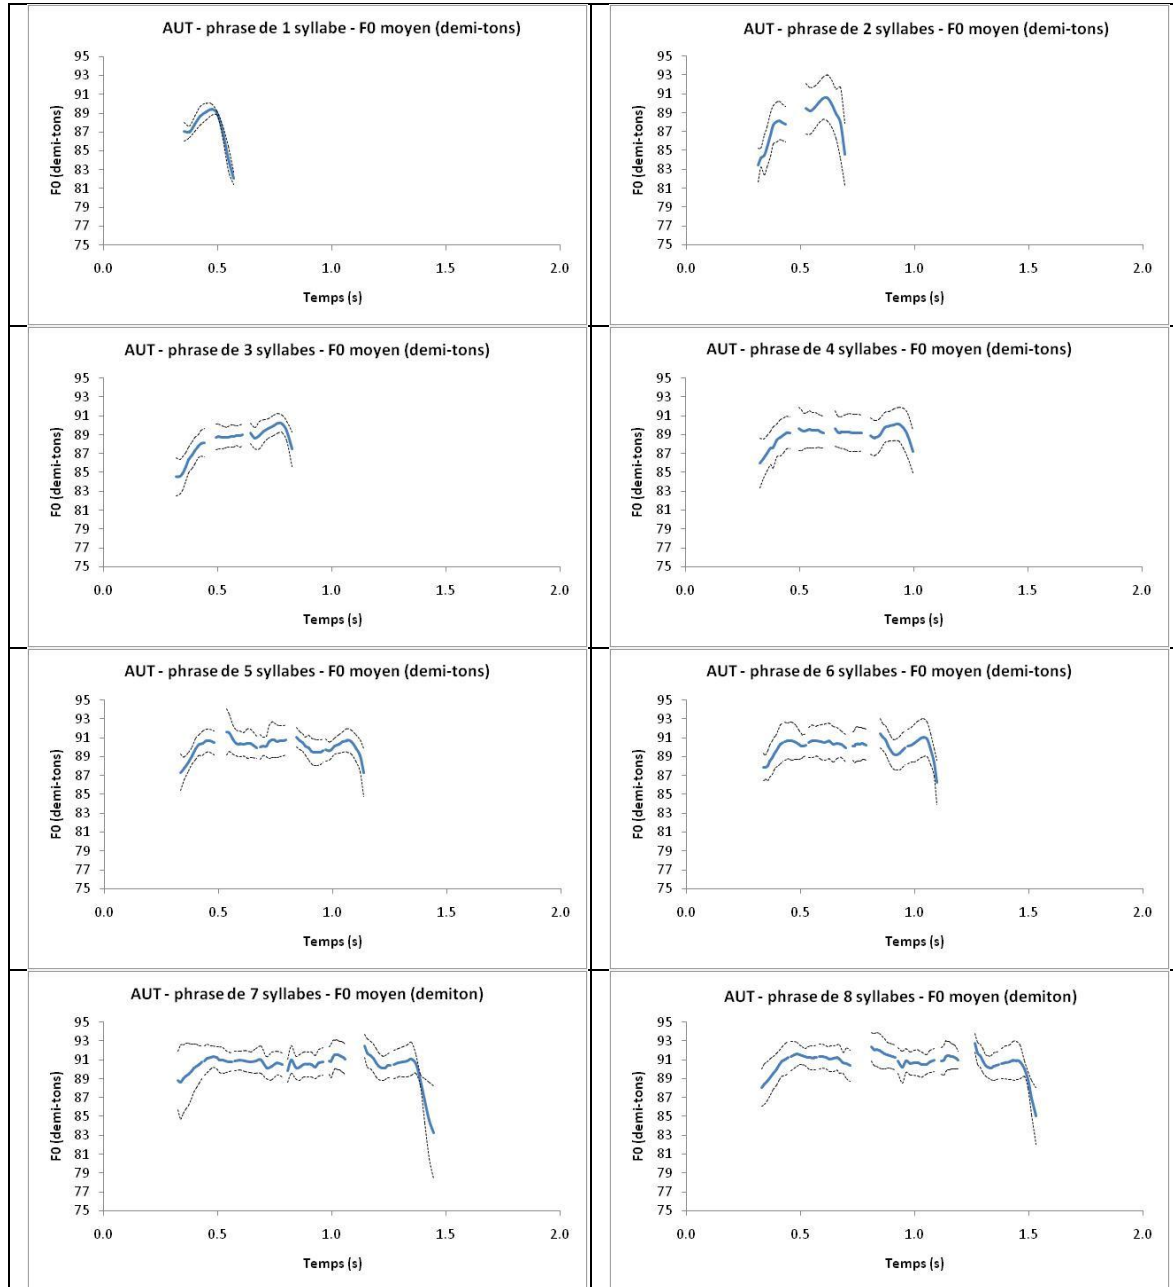 AUT - phrase de 1 syllabe - F0 moyen (demi-tons)
F0 (demi-tons)
95
93
91
89
87
85
83
81
79
77
75
0.0 0.5 1.0 1.5 2.0
Temps (s)
AUT - phrase de 2 syllabes - F0 moyen (demi-tons)
F0 (demi-tons)
95
93
91
89
87
85
83
81
79
77
75
0.0 0.5 1.0 1.5 2.0
Temps (s)
AUT - phrase de 3 syllabes - F0 moyen (demi-tons)
F0 (demi-tons)
95
93
91
89
87
85
83
81
79
77
75
0.0 0.5 1.0 1.5 2.0
Temps (s)
AUT - phrase de 4 syllabes - F0 moyen (demi-tons)
F0 (demi-tons)
95
93
91
89
87
85
83
81
79
77
75
0.0 0.5 1.0 1.5 2.0
Temps (s)
AUT - phrase de 5 syllabes - F0 moyen (demi-tons)
F0 (demi-tons)
95
93
91
89
87
85
83
81
79
77
75
0.0 0.5 1.0 1.5 2.0
Temps (s)
AUT - phrase de 6 syllabes - F0 moyen (demi-tons)
F0 (demi-tons)
95
93
91
89
87
85
83
81
79
77
75
0.0 0.5 1.0 1.5 2.0
Temps (s)
AUT - phrase de 7 syllabes - F0 moyen (demiton)
F0 (demi-tons)
95
93
91
89
87
85
83
81
79
77
75
0.0 0.5 1.0 1.5 2.0
Temps (s)
AUT - phrase de 8 syllabes - F0 moyen (demiton)
F0 (demi-tons)
95
93
91
89
87
85
83
81
79
77
75
0.0 0.5 1.0 1.5 2.0
Temps (s)